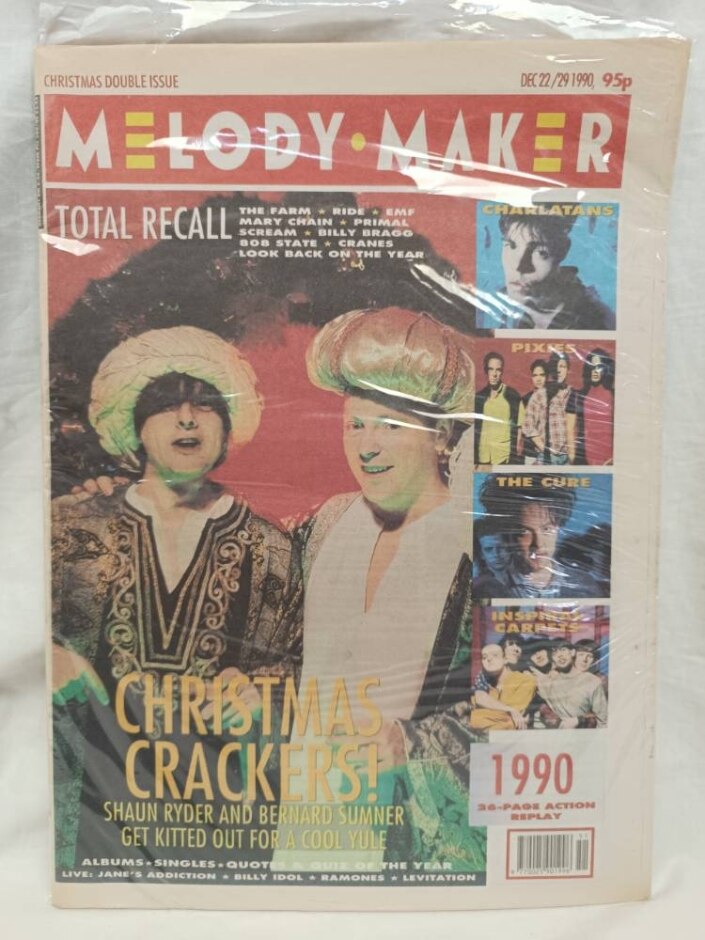 CHRISTMAS DOUBLE ISSUE
DEC 22/29 1990, 95p
MELODY·MAKER
TOTAL RECALL
THE FARM ★ RIDE ★ EMF
MARY CHAIN ★ PRIMAL
SCREAM ★ BILLY BRAGG
808 STATE ★ CRANES
LOOK BACK ON THE YEAR
CHARLATANS
PIXIES
THE CURE
INSPIRAL
CARPETS
CHRISTMAS
CRACKERS!
SHAUN RYDER AND BERNARD SUMNER
GET KITTED OUT FOR A COOL YULE
ALBUMS ★ SINGLES ★ QUOTES & QUIZ OF THE YEAR
LIVE: JANE'S ADDICTION ★ BILLY IDOL ★ RAMONES ★ LEVITATION
1990
36-PAGE ACTION
REPLAY